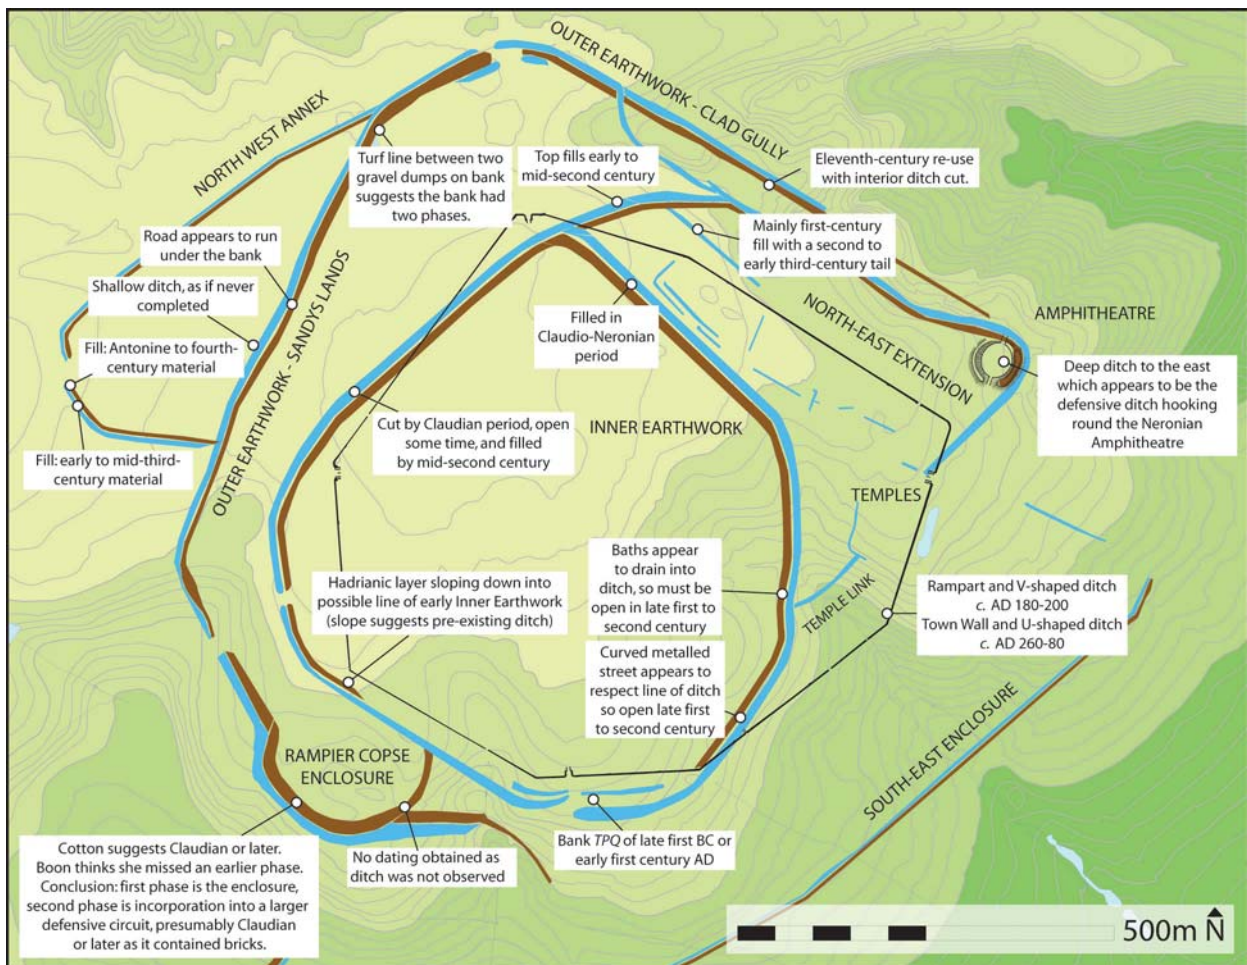 OUTER EARTHWORK - CLAD GULLY
NORTH WEST ANNEX
Turf line between two
gravel dumps on bank
suggests the bank had
two phases.
Top fills early to
mid-second century
Eleventh-century re-use
with interior ditch cut.
Road appears to run
under the bank
Mainly first-century
fill with a second to
early third-century tail
Shallow ditch, as if never
completed
OUTER EARTHWORK - SANDYS LANDS
Filled in
Claudio-Neronian
period
NORTH-EAST EXTENSION
AMPHITHEATRE
Fill: Antonine to fourth-
century material
Deep ditch to the east
which appears to be the
defensive ditch hooking
round the Neronian
Amphitheatre
Cut by Claudian period, open
some time, and filled
by mid-second century
INNER EARTHWORK
Fill: early to mid-third-
century material
TEMPLES
Baths appear
to drain into
ditch, so must be
open in late first to
second century
TEMPLE LINK
Hadrianic layer sloping down into
possible line of early Inner Earthwork
(slope suggests pre-existing ditch)
Rampart and V-shaped ditch
c. AD 180-200
Town Wall and U-shaped ditch
c. AD 260-80
Curved metalled
street appears to
respect line of ditch
so open late first
to second century
SOUTH-EAST ENCLOSURE
RAMPIER COPSE
ENCLOSURE
Cotton suggests Claudian or later.
Boon thinks she missed an earlier phase.
Conclusion: first phase is the enclosure,
second phase is incorporation into a larger
defensive circuit, presumably Claudian
or later as it contained bricks.
No dating obtained as
ditch was not observed
Bank TPQ of late first BC or
early first century AD
500m N